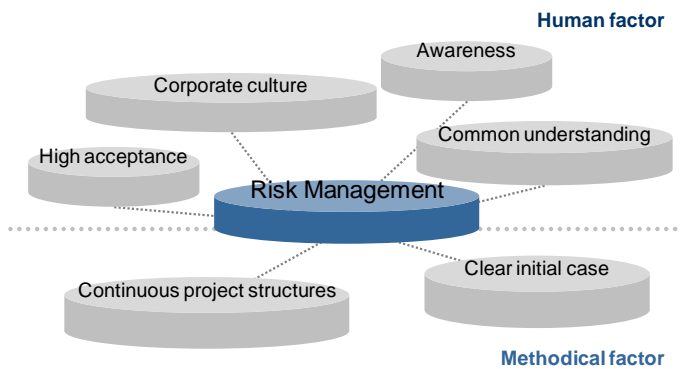 Human factor
Awareness
Corporate culture
Common understanding
High acceptance
Risk Management
Clear initial case
Continuous project structures
Methodical factor